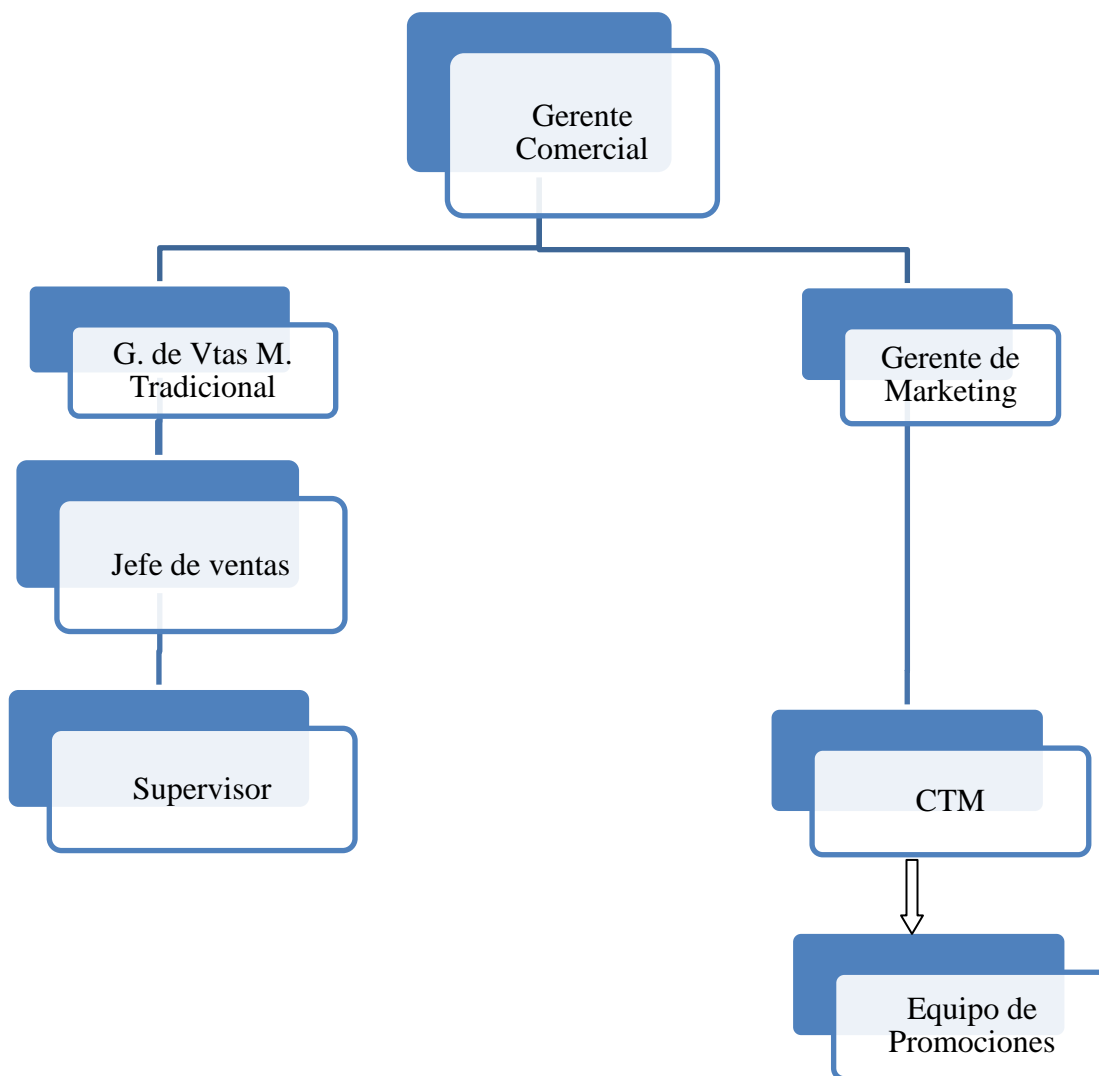 Gerente
Comercial
G. de Vtas M.
Tradicional
Gerente de
Marketing
Jefe de ventas
Supervisor
CTM
Equipo de
Promociones